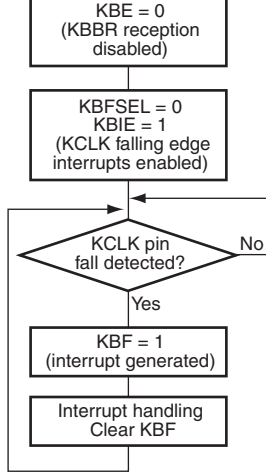 KBE = 0
(KBBR reception
disabled)
KBFSEL = 0
KBIE = 1
(KCLK falling edge
interrupts enabled)
KCLK pin
fall detected?
No
Yes
KBF = 1
(interrupt generated)
Interrupt handling
Clear KBF